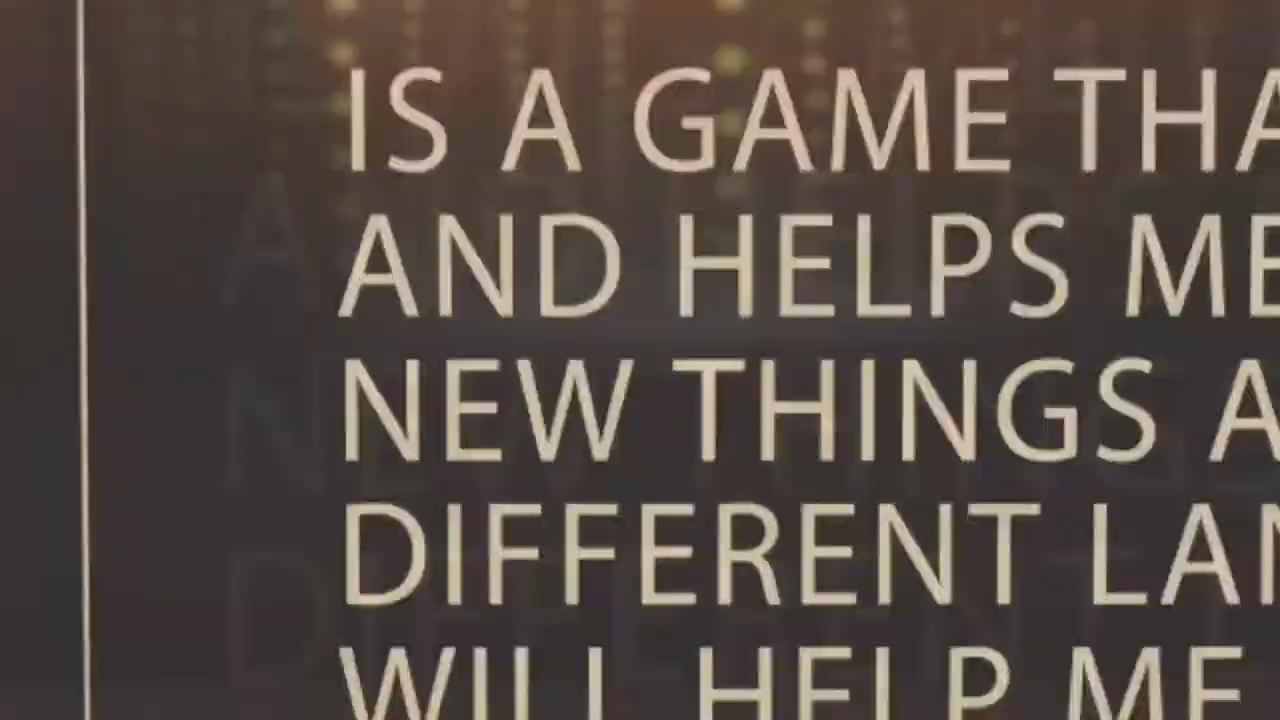 IS A GAME THA
AND HELPS ME
NEW THINGS A
DIFFERENT LAN
WILL HELP ME